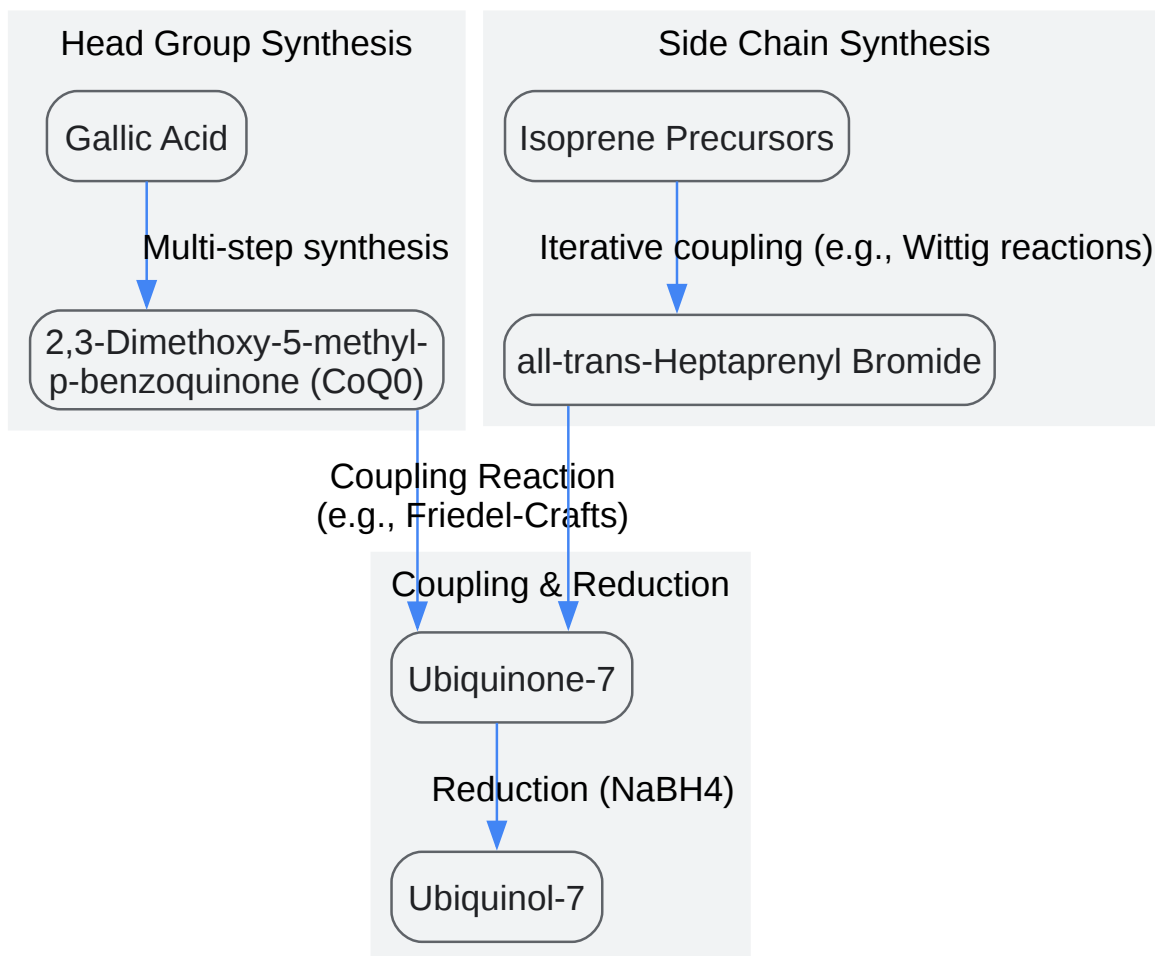 Head Group Synthesis
Side Chain Synthesis
Gallic Acid
Isoprene Precursors
Multi-step synthesis
Iterative coupling (e.g., Wittig reactions)
2,3-Dimethoxy-5-methyl-
p-benzoquinone (CoQ0)
all-trans-Heptaprenyl Bromide
Coupling Reaction
(e.g., Friedel-Crafts)
Coupling & Reduction
Ubiquinone-7
Reduction (NaBH4)
Ubiquinol-7